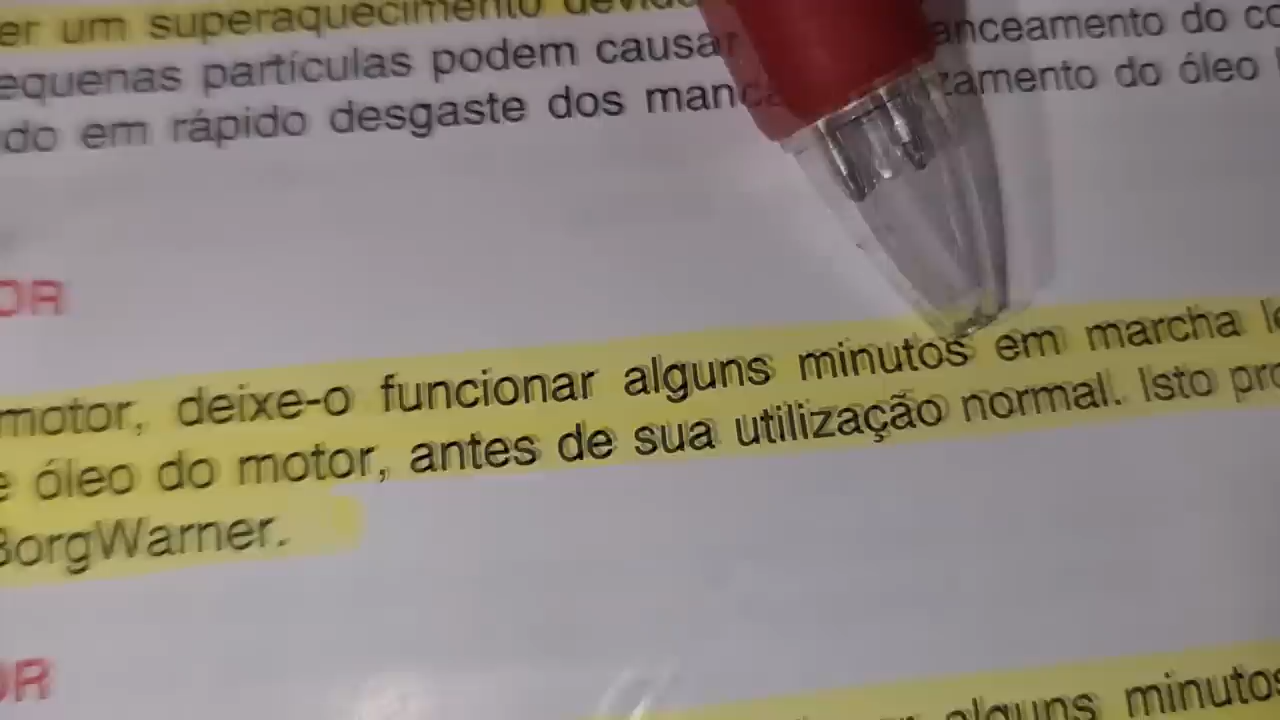 er um superaquecimento
equenas partículas podem causar anceamento do co
do em rápido desgaste dos manca zamento do óleo
OR
motor, deixe-o funcionar alguns minutos em marcha le
e óleo do motor, antes de sua utilização normal. Isto pro
BorgWarner.
OR
alguns minutos